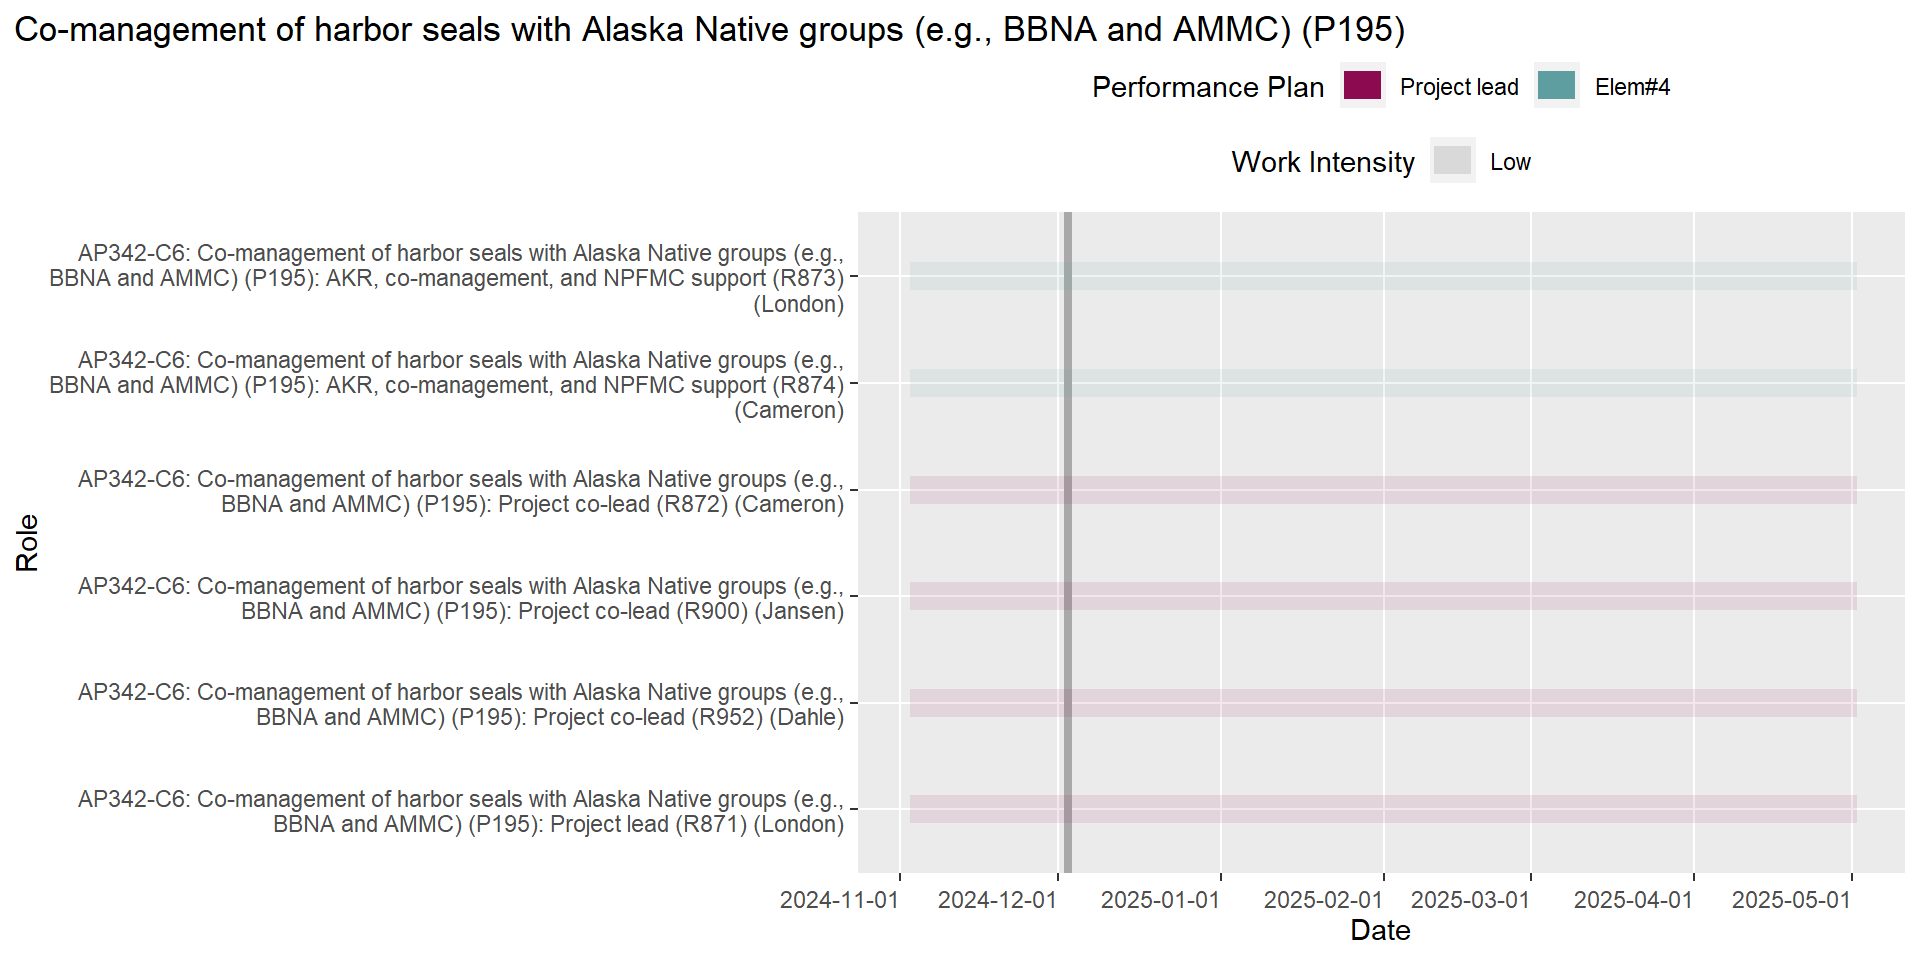 Co-management of harbor seals with Alaska Native groups (e.g., BBNA and AMMC) (P195)
Performance Plan Project lead Elem#4
Work Intensity Low
AP342-C6: Co-management of harbor seals with Alaska Native groups (e.g.,
BBNA and AMMC) (P195): AKR, co-management, and NPFMC support (R873)
(London)
AP342-C6: Co-management of harbor seals with Alaska Native groups (e.g.,
BBNA and AMMC) (P195): AKR, co-management, and NPFMC support (R874)
(Cameron)
AP342-C6: Co-management of harbor seals with Alaska Native groups (e.g.,
BBNA and AMMC) (P195): Project co-lead (R872) (Cameron)
AP342-C6: Co-management of harbor seals with Alaska Native groups (e.g.,
BBNA and AMMC) (P195): Project co-lead (R900) (Jansen)
AP342-C6: Co-management of harbor seals with Alaska Native groups (e.g.,
BBNA and AMMC) (P195): Project co-lead (R952) (Dahle)
AP342-C6: Co-management of harbor seals with Alaska Native groups (e.g.,
BBNA and AMMC) (P195): Project lead (R871) (London)
Role
2024-11-01 2024-12-01 2025-01-01 2025-02-01 2025-03-01 2025-04-01 2025-05-01
Date